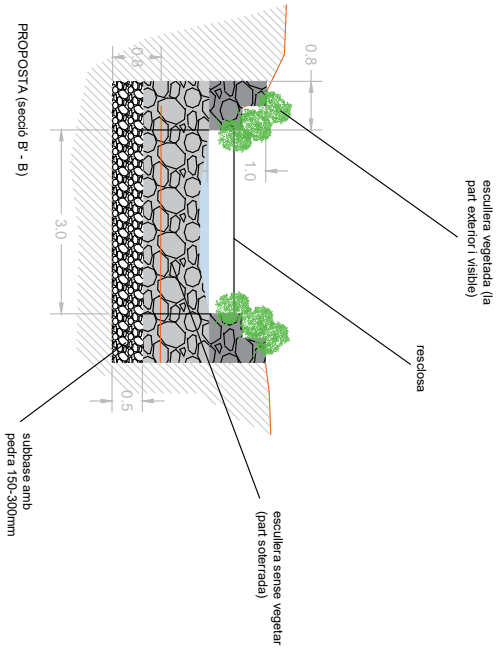 escullera vegetada (la
part exterior i visible)
resclosa
escullera sense vegetar
(part soterrada)
subbase amb
pedra 150-300mm
0.8
1.0
0.8
3.0
0.5
PROPOSTA (secció B' - B)